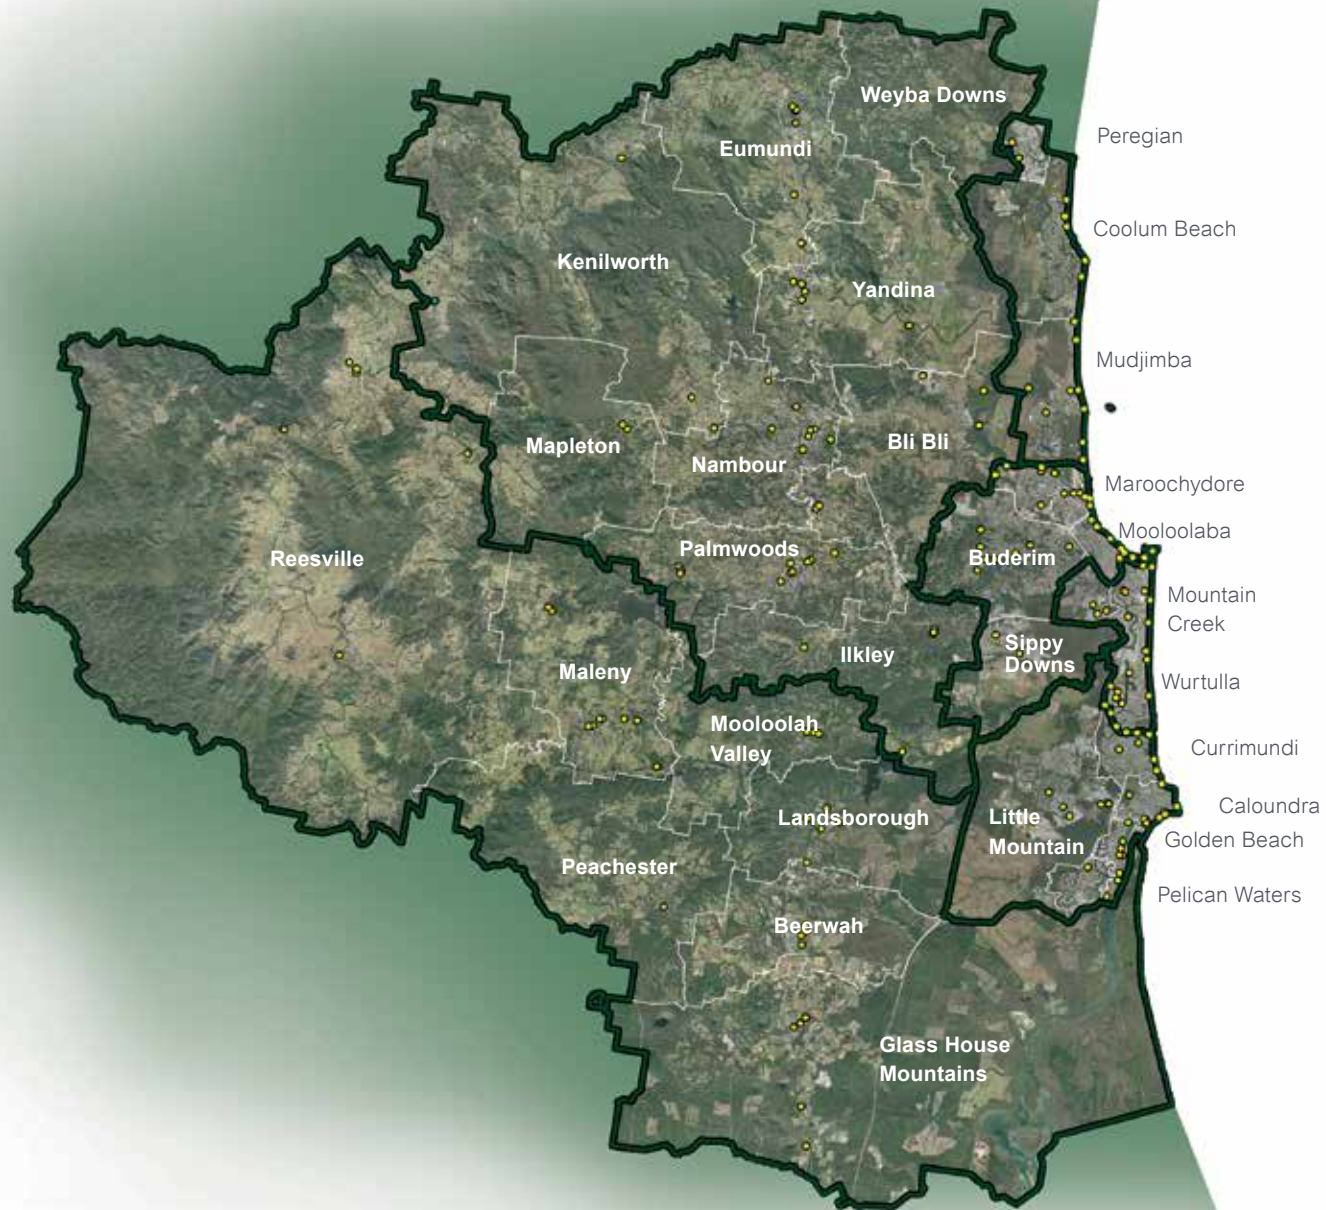 Weyba Downs
Peregian
Eumundi
Coolum Beach
Kenilworth
Yandina
Mudjimba
Mapleton
Nambour
Bli Bli
Maroochydore
Mooloolaba
Reesville
Palmwoods
Buderim
Mountain
Creek
Maleny
Ilkley
Sippy
Downs
Wurtulla
Mooloolah
Valley
Currimundi
Landsborough
Little
Mountain
Caloundra
Golden Beach
Peachester
Pelican Waters
Beerwah
Glass House
Mountains